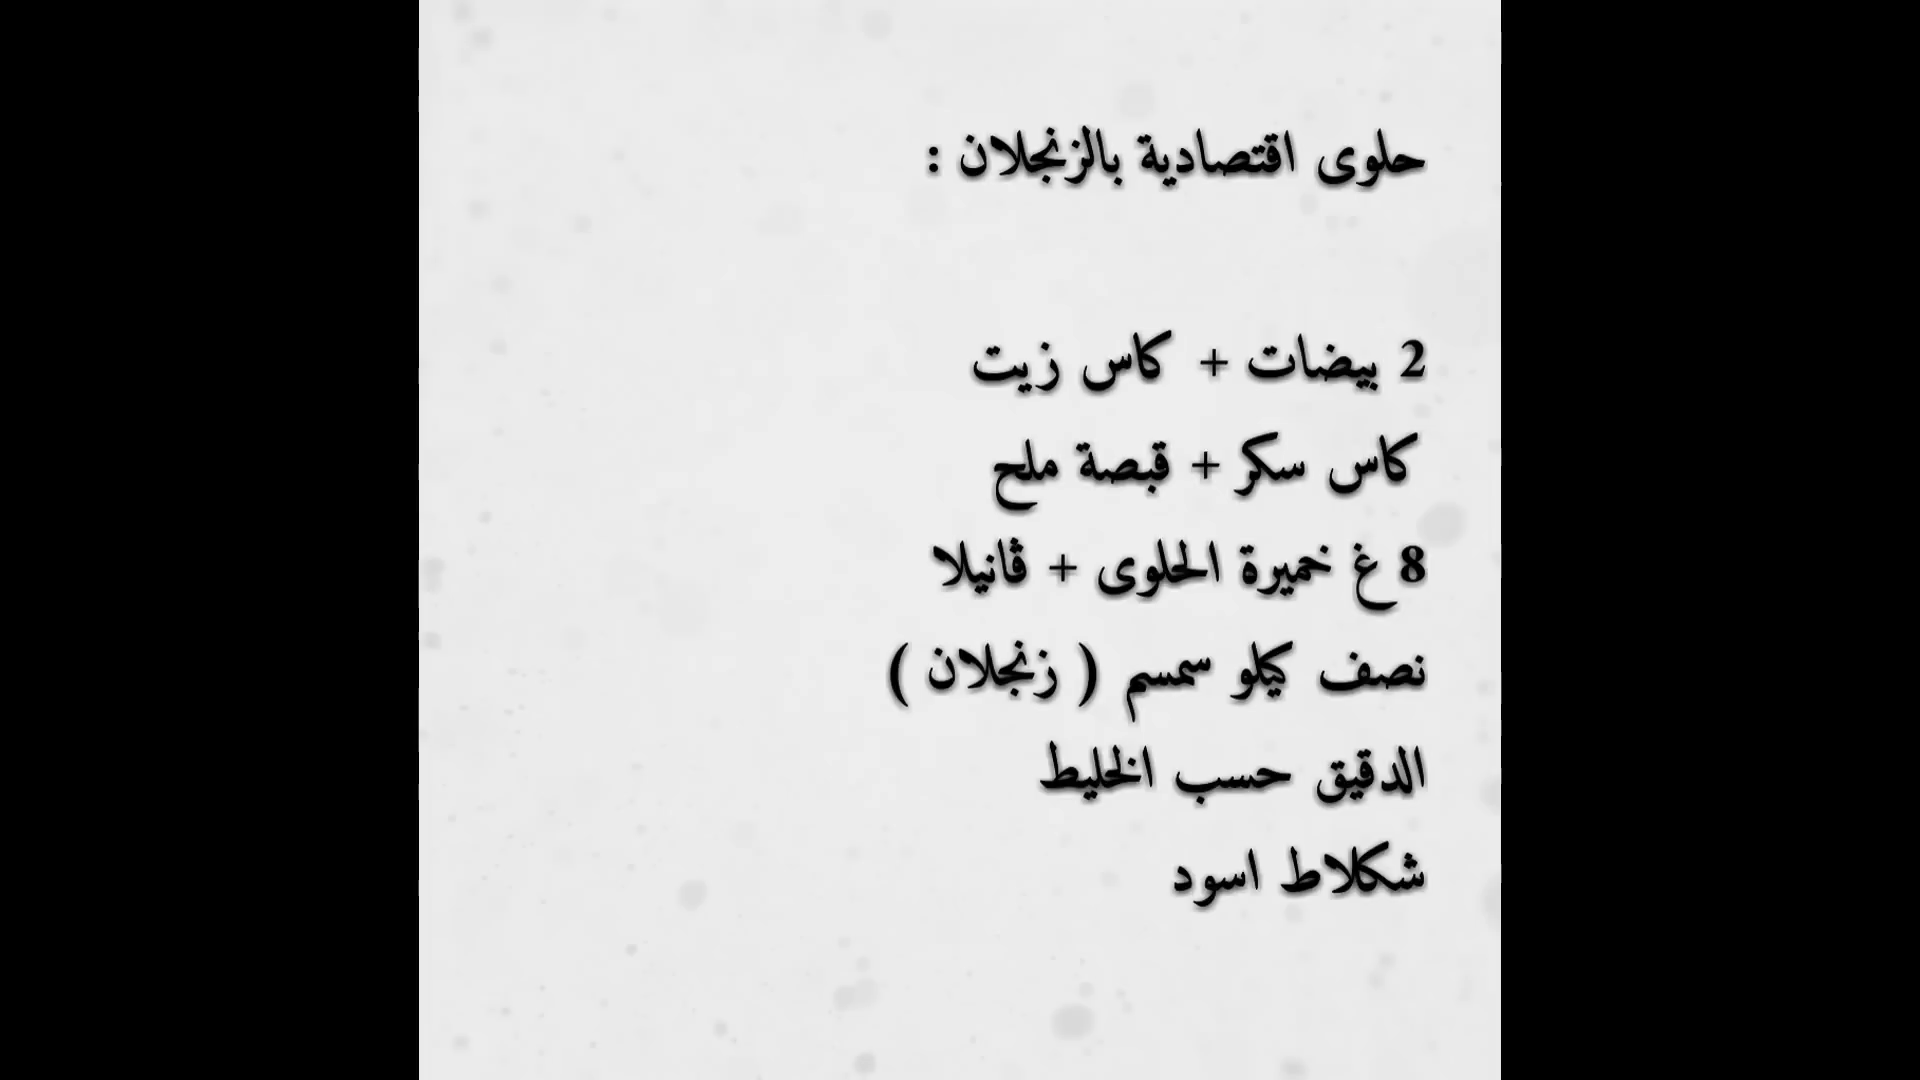 حلوى اقتصادية بالزنجلان :
2 بيضات + كاس زيت
كاس سكر + قبصة ملح
8 غ خميرة الحلوى + ڤانيلا
نصف كيلو سمسم ( زنجلان )
الدقيق حسب الخليط
شكلاط اسود